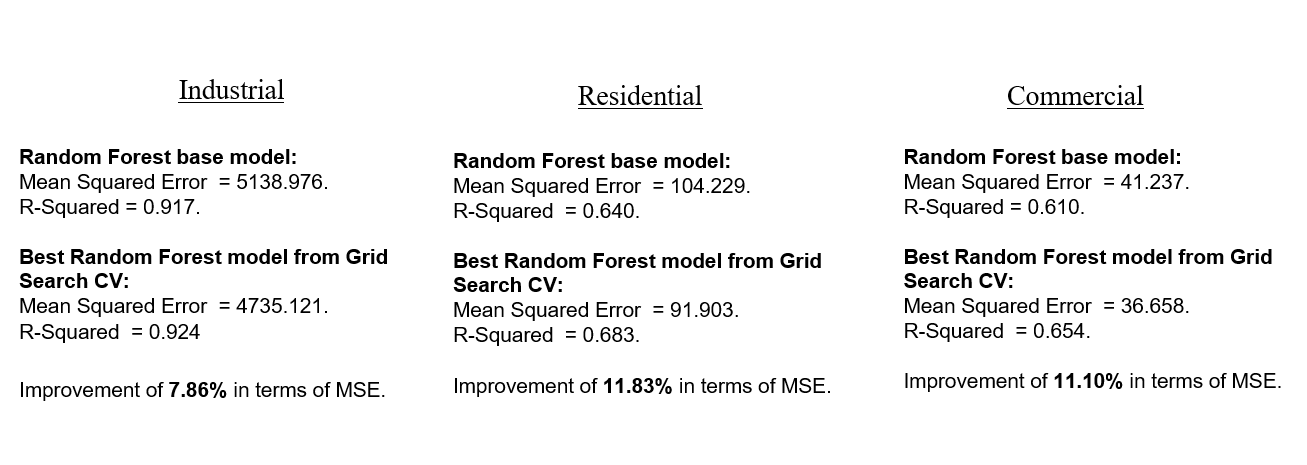 Industrial
Random Forest base model:
Mean Squared Error  = 5138.976.
R-Squared = 0.917.
Best Random Forest model from Grid
Search CV:
Mean Squared Error  = 4735.121.
R-Squared  = 0.924
Improvement of 7.86% in terms of MSE.
Residential
Random Forest base model:
Mean Squared Error  = 104.229.
R-Squared  = 0.640.
Best Random Forest model from Grid
Search CV:
Mean Squared Error  = 91.903.
R-Squared  = 0.683.
Improvement of 11.83% in terms of MSE.
Commercial
Random Forest base model:
Mean Squared Error  = 41.237.
R-Squared = 0.610.
Best Random Forest model from Grid
Search CV:
Mean Squared Error  = 36.658.
R-Squared  = 0.654.
Improvement of 11.10% in terms of MSE.